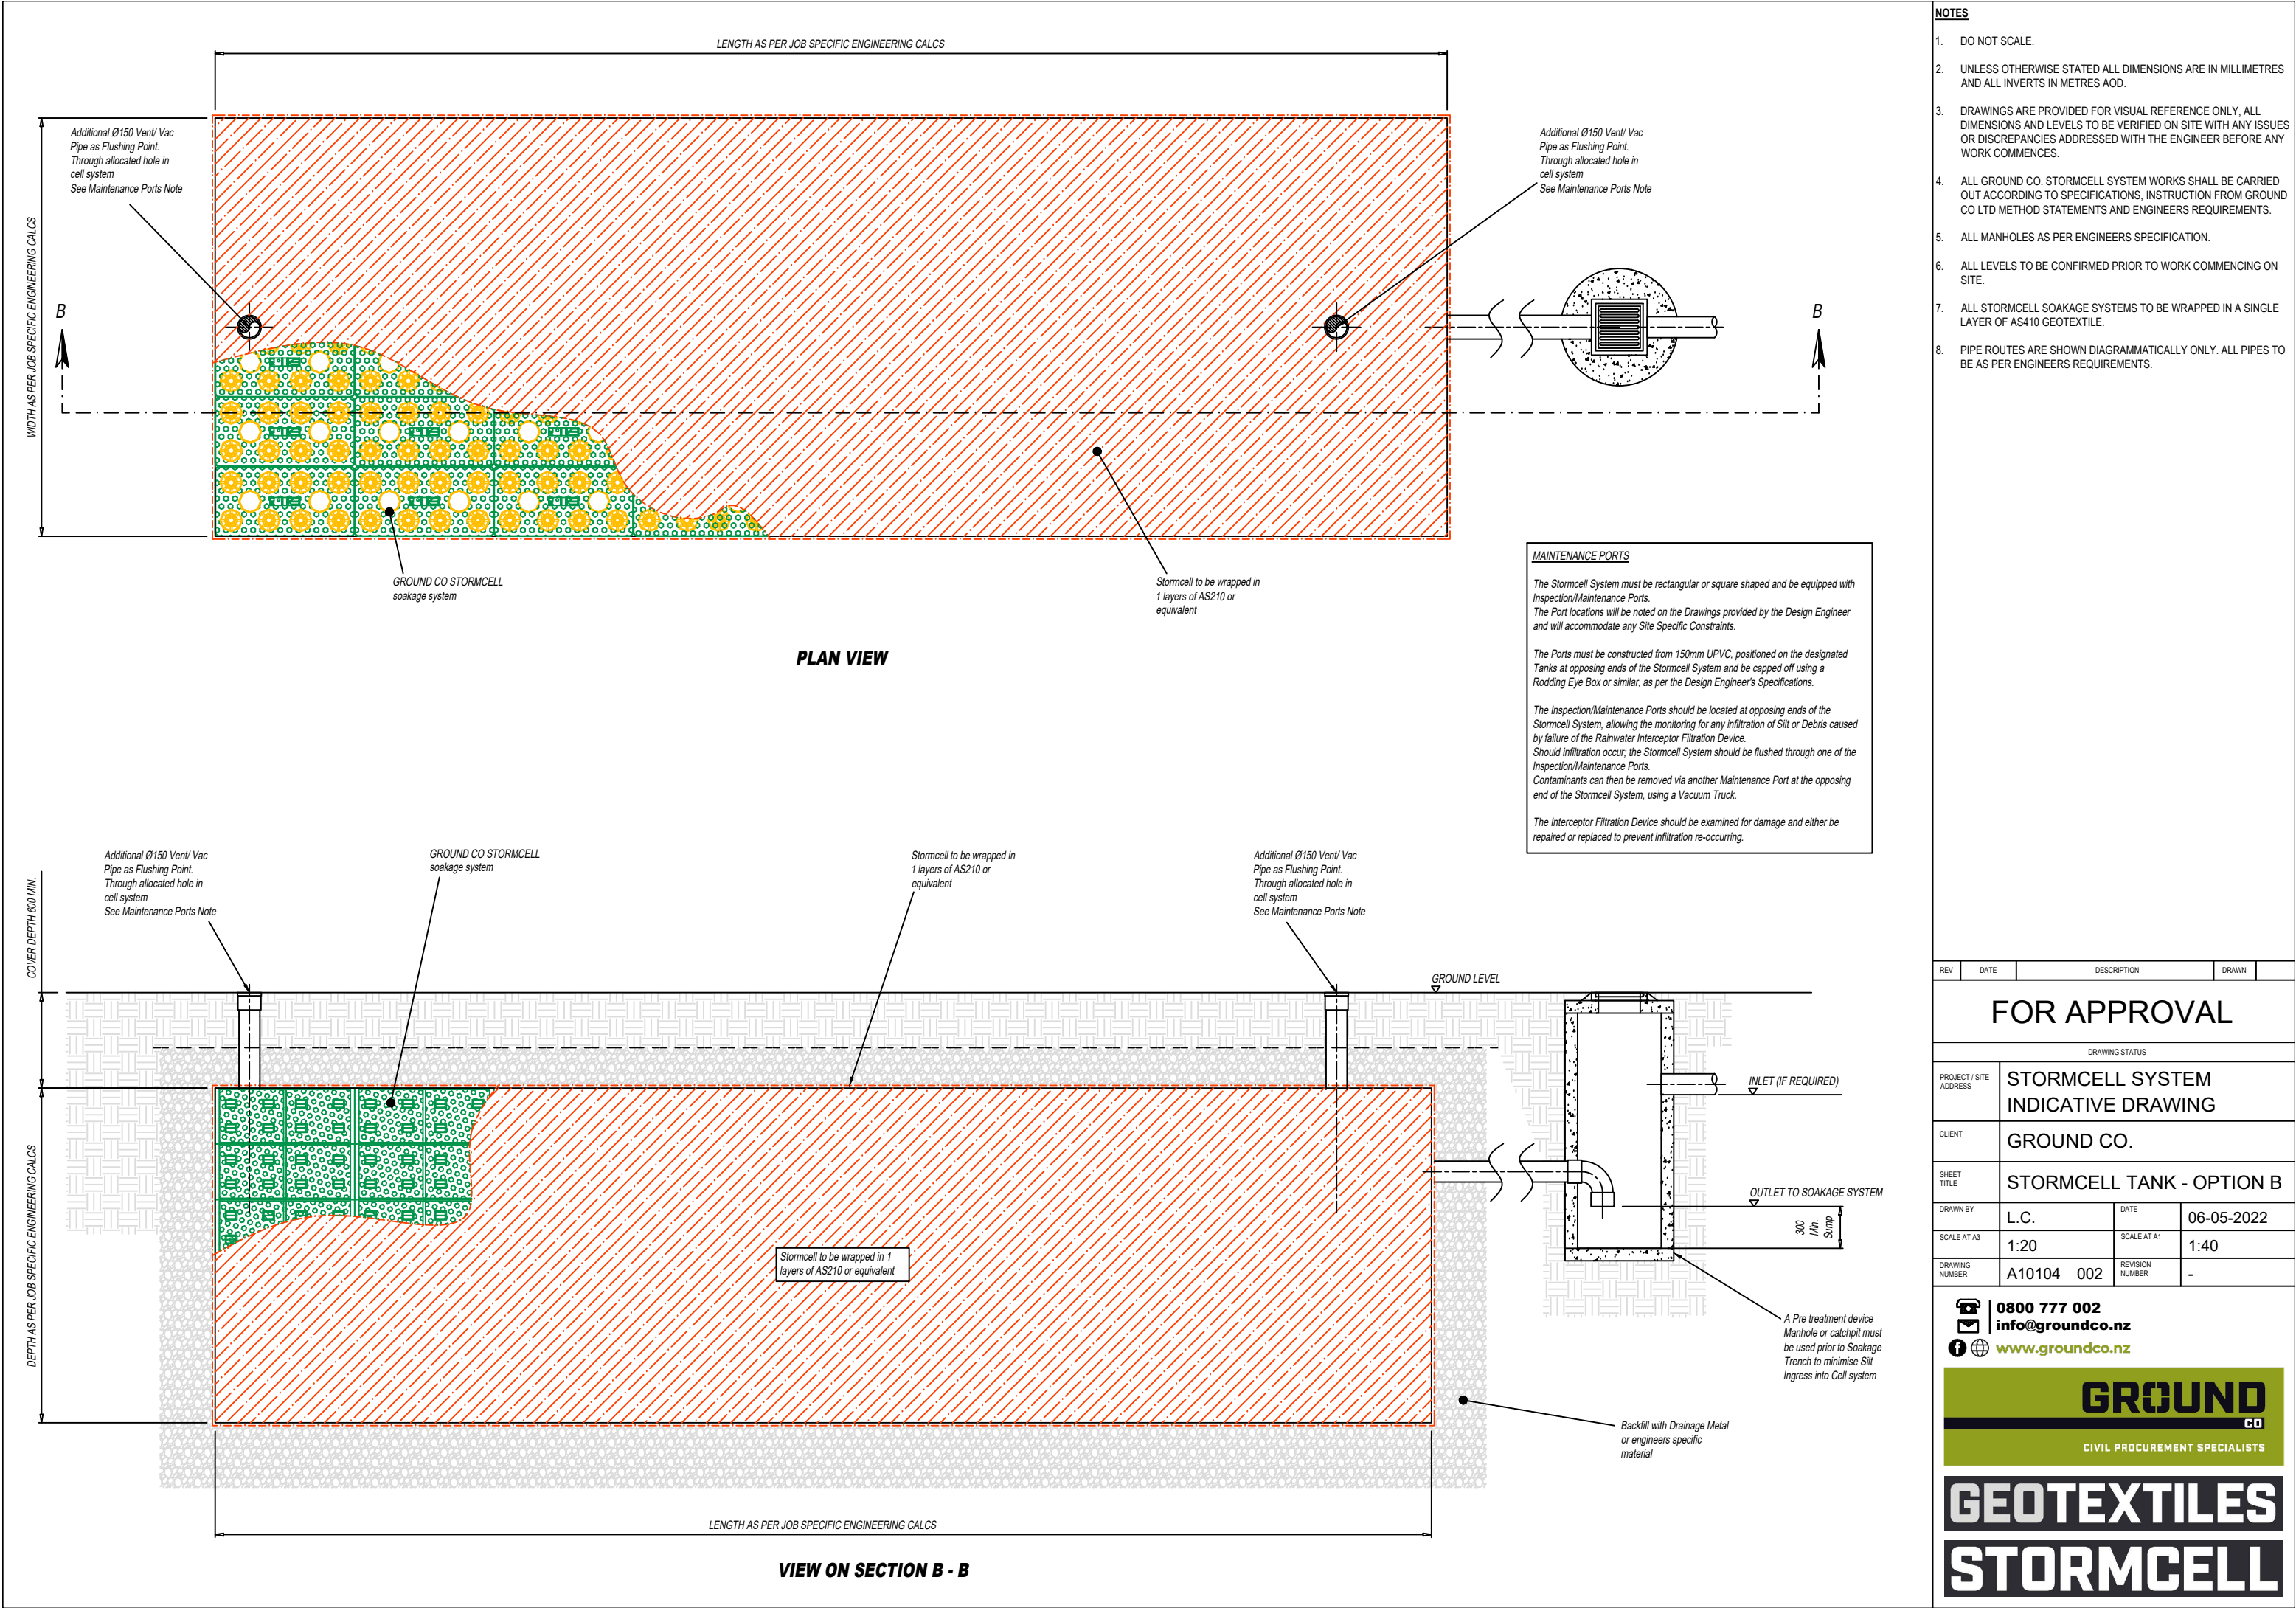 LENGTH AS PER JOB SPECIFIC ENGINEERING CALCS
WIDTH AS PER JOB SPECIFIC ENGINEERING CALCS
Additional Ø150 Vent/ Vac
Pipe as Flushing Point.
Through allocated hole in
cell system
See Maintenance Ports Note
Additional Ø150 Vent/ Vac
Pipe as Flushing Point.
Through allocated hole in
cell system
See Maintenance Ports Note
B
B
GROUND CO STORMCELL
soakage system
Stormcell to be wrapped in
1 layers of AS210 or
equivalent
PLAN VIEW
MAINTENANCE PORTS
The Stormcell System must be rectangular or square shaped and be equipped with
Inspection/Maintenance Ports.
The Port locations will be noted on the Drawings provided by the Design Engineer
and will accommodate any Site Specific Constraints.
The Ports must be constructed from 150mm UPVC, positioned on the designated
Tanks at opposing ends of the Stormcell System and be capped off using a
Rodding Eye Box or similar, as per the Design Engineer's Specifications.
The Inspection/Maintenance Ports should be located at opposing ends of the
Stormcell System, allowing the monitoring for any infiltration of Silt or Debris caused
by failure of the Rainwater Interceptor Filtration Device.
Should infiltration occur; the Stormcell System should be flushed through one of the
Inspection/Maintenance Ports.
Contaminants can then be removed via another Maintenance Port at the opposing
end of the Stormcell System, using a Vacuum Truck.
The Interceptor Filtration Device should be examined for damage and either be
repaired or replaced to prevent infiltration re-occurring.
COVER DEPTH 600 MIN.
DEPTH AS PER JOB SPECIFIC ENGINEERING CALCS
Additional Ø150 Vent/ Vac
Pipe as Flushing Point.
Through allocated hole in
cell system
See Maintenance Ports Note
GROUND CO STORMCELL
soakage system
Stormcell to be wrapped in
1 layers of AS210 or
equivalent
Additional Ø150 Vent/ Vac
Pipe as Flushing Point.
Through allocated hole in
cell system
See Maintenance Ports Note
GROUND LEVEL
INLET (IF REQUIRED)
OUTLET TO SOAKAGE SYSTEM
300
Min.
Sump
Stormcell to be wrapped in 1
layers of AS210 or equivalent
A Pre treatment device
Manhole or catchpit must
be used prior to Soakage
Trench to minimise Silt
Ingress into Cell system
Backfill with Drainage Metal
or engineers specific
material
LENGTH AS PER JOB SPECIFIC ENGINEERING CALCS
VIEW ON SECTION B - B
NOTES
1. DO NOT SCALE.
2. UNLESS OTHERWISE STATED ALL DIMENSIONS ARE IN MILLIMETRES
AND ALL INVERTS IN METRES AOD.
3. DRAWINGS ARE PROVIDED FOR VISUAL REFERENCE ONLY, ALL
DIMENSIONS AND LEVELS TO BE VERIFIED ON SITE WITH ANY ISSUES
OR DISCREPANCIES ADDRESSED WITH THE ENGINEER BEFORE ANY
WORK COMMENCES.
4. ALL GROUND CO. STORMCELL SYSTEM WORKS SHALL BE CARRIED
OUT ACCORDING TO SPECIFICATIONS, INSTRUCTION FROM GROUND
CO LTD METHOD STATEMENTS AND ENGINEERS REQUIREMENTS.
5. ALL MANHOLES AS PER ENGINEERS SPECIFICATION.
6. ALL LEVELS TO BE CONFIRMED PRIOR TO WORK COMMENCING ON
SITE.
7. ALL STORMCELL SOAKAGE SYSTEMS TO BE WRAPPED IN A SINGLE
LAYER OF AS410 GEOTEXTILE.
8. PIPE ROUTES ARE SHOWN DIAGRAMMATICALLY ONLY. ALL PIPES TO
BE AS PER ENGINEERS REQUIREMENTS.
REV DATE DESCRIPTION DRAWN
FOR APPROVAL
DRAWING STATUS
PROJECT / SITE
ADDRESS
STORMCELL SYSTEM
INDICATIVE DRAWING
CLIENT
GROUND CO.
SHEET
TITLE
STORMCELL TANK - OPTION B
DRAWN BY
L.C.
DATE
06-05-2022
SCALE AT A3
1:20
SCALE AT A1
1:40
DRAWING
NUMBER
A10104 002
REVISION
NUMBER
-
0800 777 002
info@groundco.nz
www.groundco.nz
GROUND
CO
CIVIL PROCUREMENT SPECIALISTS
GEOTEXTILES
STORMCELL